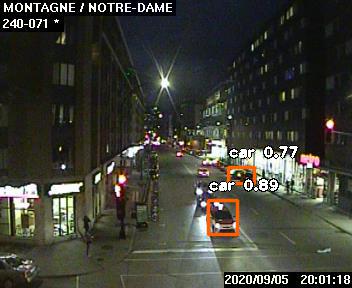 MONTAGNE / NOTRE-DAME
240-071 *
car 0.77
car 0.89
2020/09/05 20:01:18